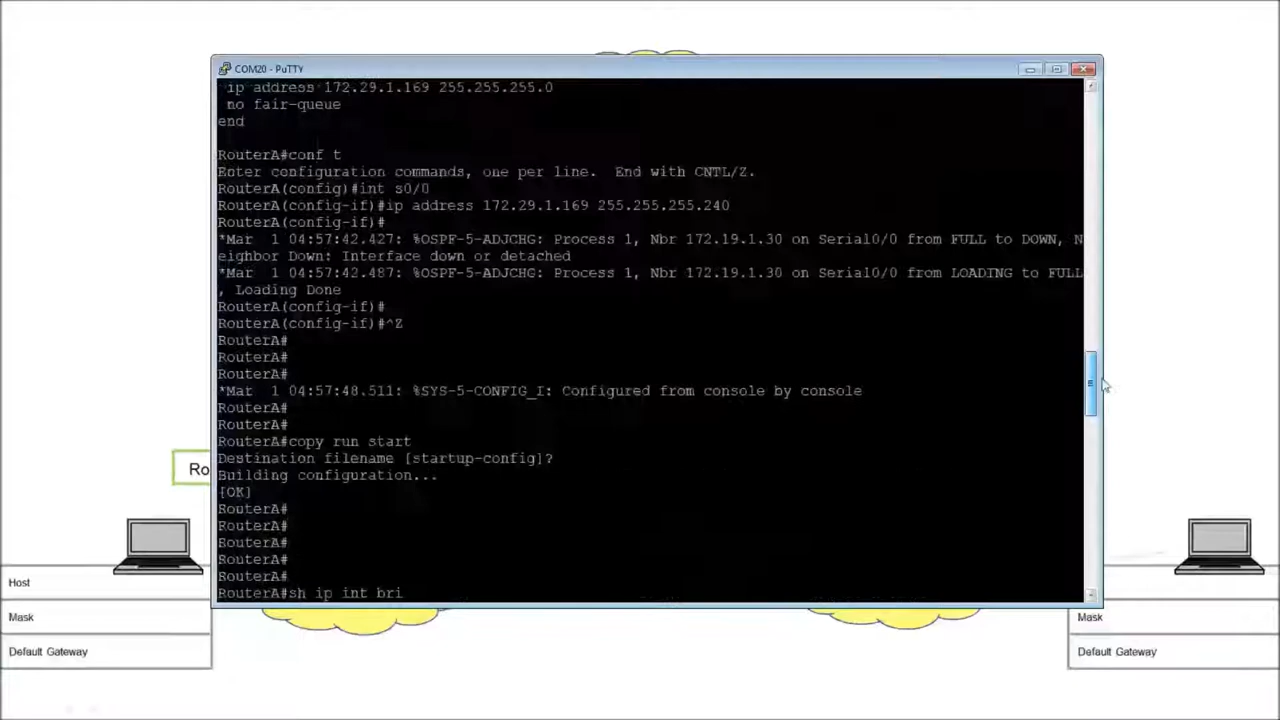 COM20 - PuTTY
ip address 172.29.1.169 255.255.255.0
no fair-queue
end
RouterA#conf t
Enter configuration commands, one per line.  End with CNTL/Z.
RouterA(config)#int s0/0
RouterA(config-if)#ip address 172.29.1.169 255.255.255.240
RouterA(config-if)#
*Mar  1 04:57:42.427: %OSPF-5-ADJCHG: Process 1, Nbr 172.19.1.30 on Serial0/0 from FULL to DOWN, N
eighbor Down: Interface down or detached
*Mar  1 04:57:42.487: %OSPF-5-ADJCHG: Process 1, Nbr 172.19.1.30 on Serial0/0 from LOADING to FULL
, Loading Done
RouterA(config-if)#
RouterA(config-if)#^Z
RouterA#
RouterA#
RouterA#
*Mar  1 04:57:48.511: %SYS-5-CONFIG_I: Configured from console by console
RouterA#
RouterA#
RouterA#copy run start
Destination filename [startup-config]?
Building configuration...
[OK]
RouterA#
RouterA#
RouterA#
RouterA#
RouterA#
RouterA#sh ip int bri
Ro
Host
Mask
Default Gateway
Mask
Default Gateway